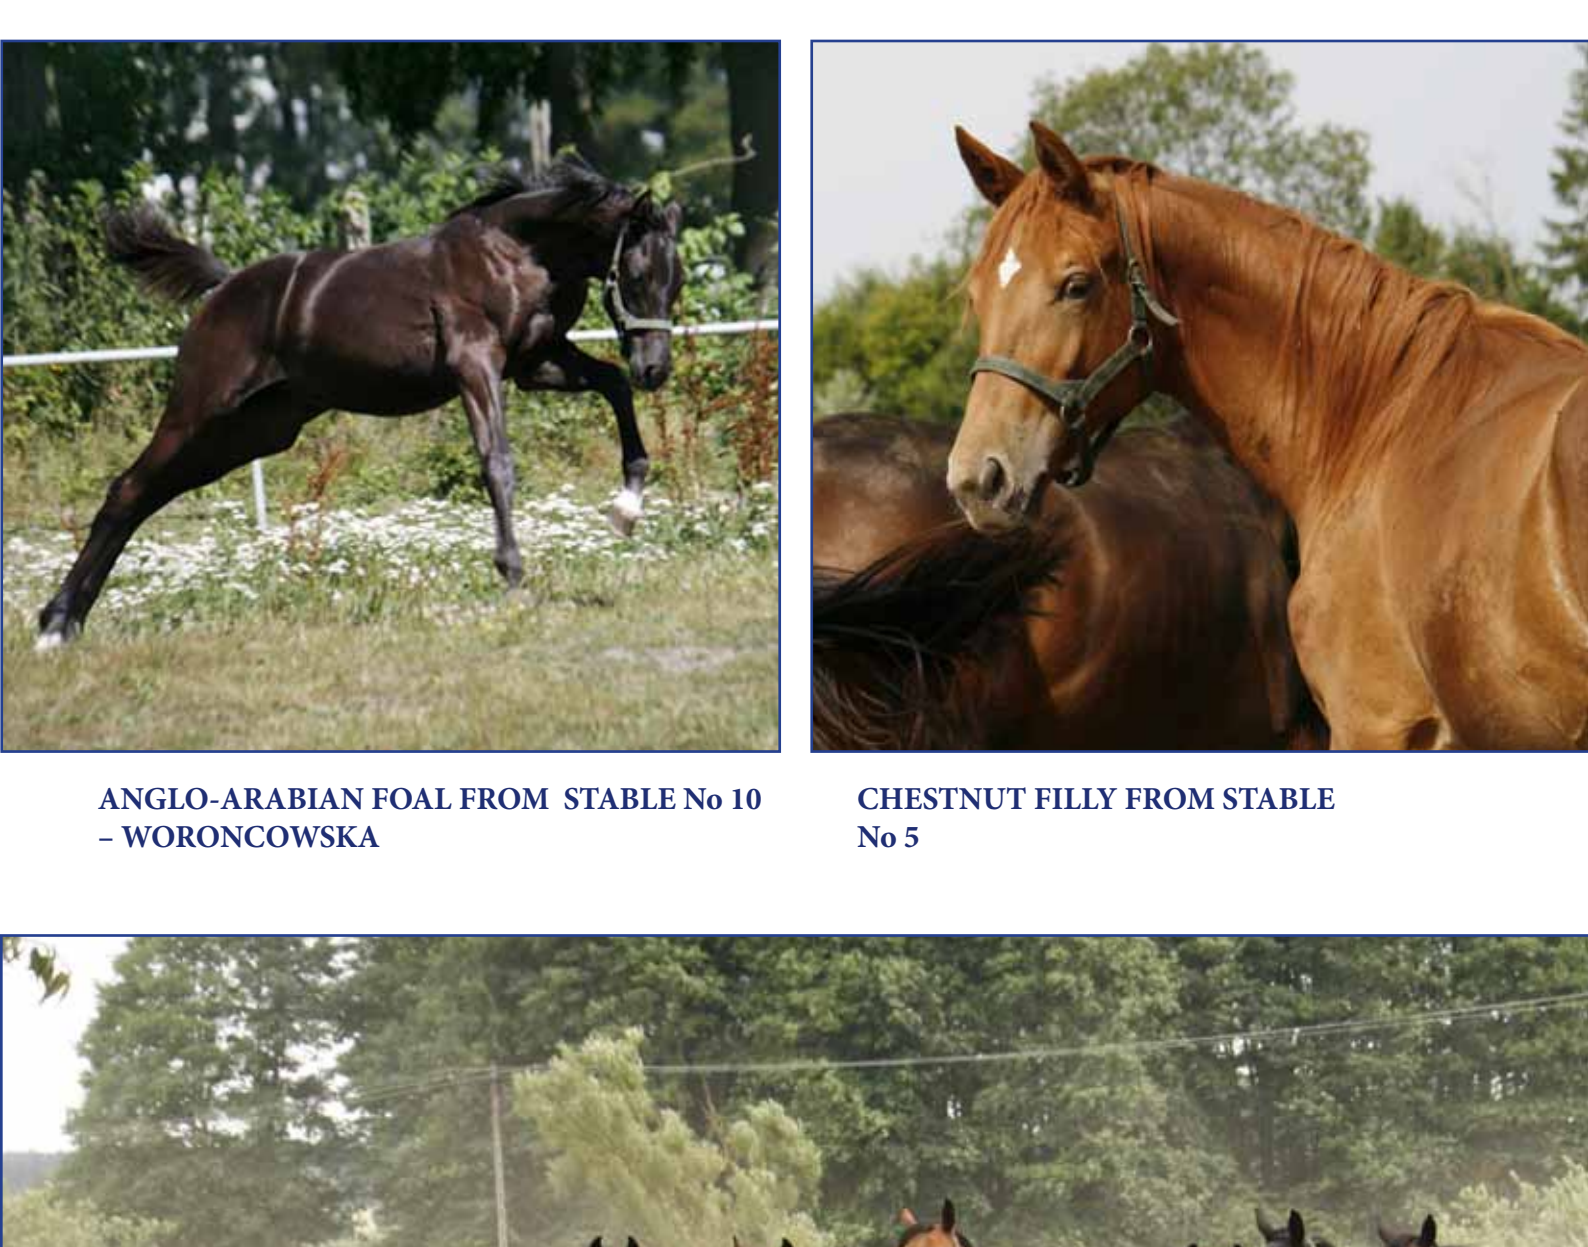 ANGLO-ARABIAN FOAL FROM STABLE No 10
– WORONCOWSKA
CHESTNUT FILLY FROM STABLE
No 5